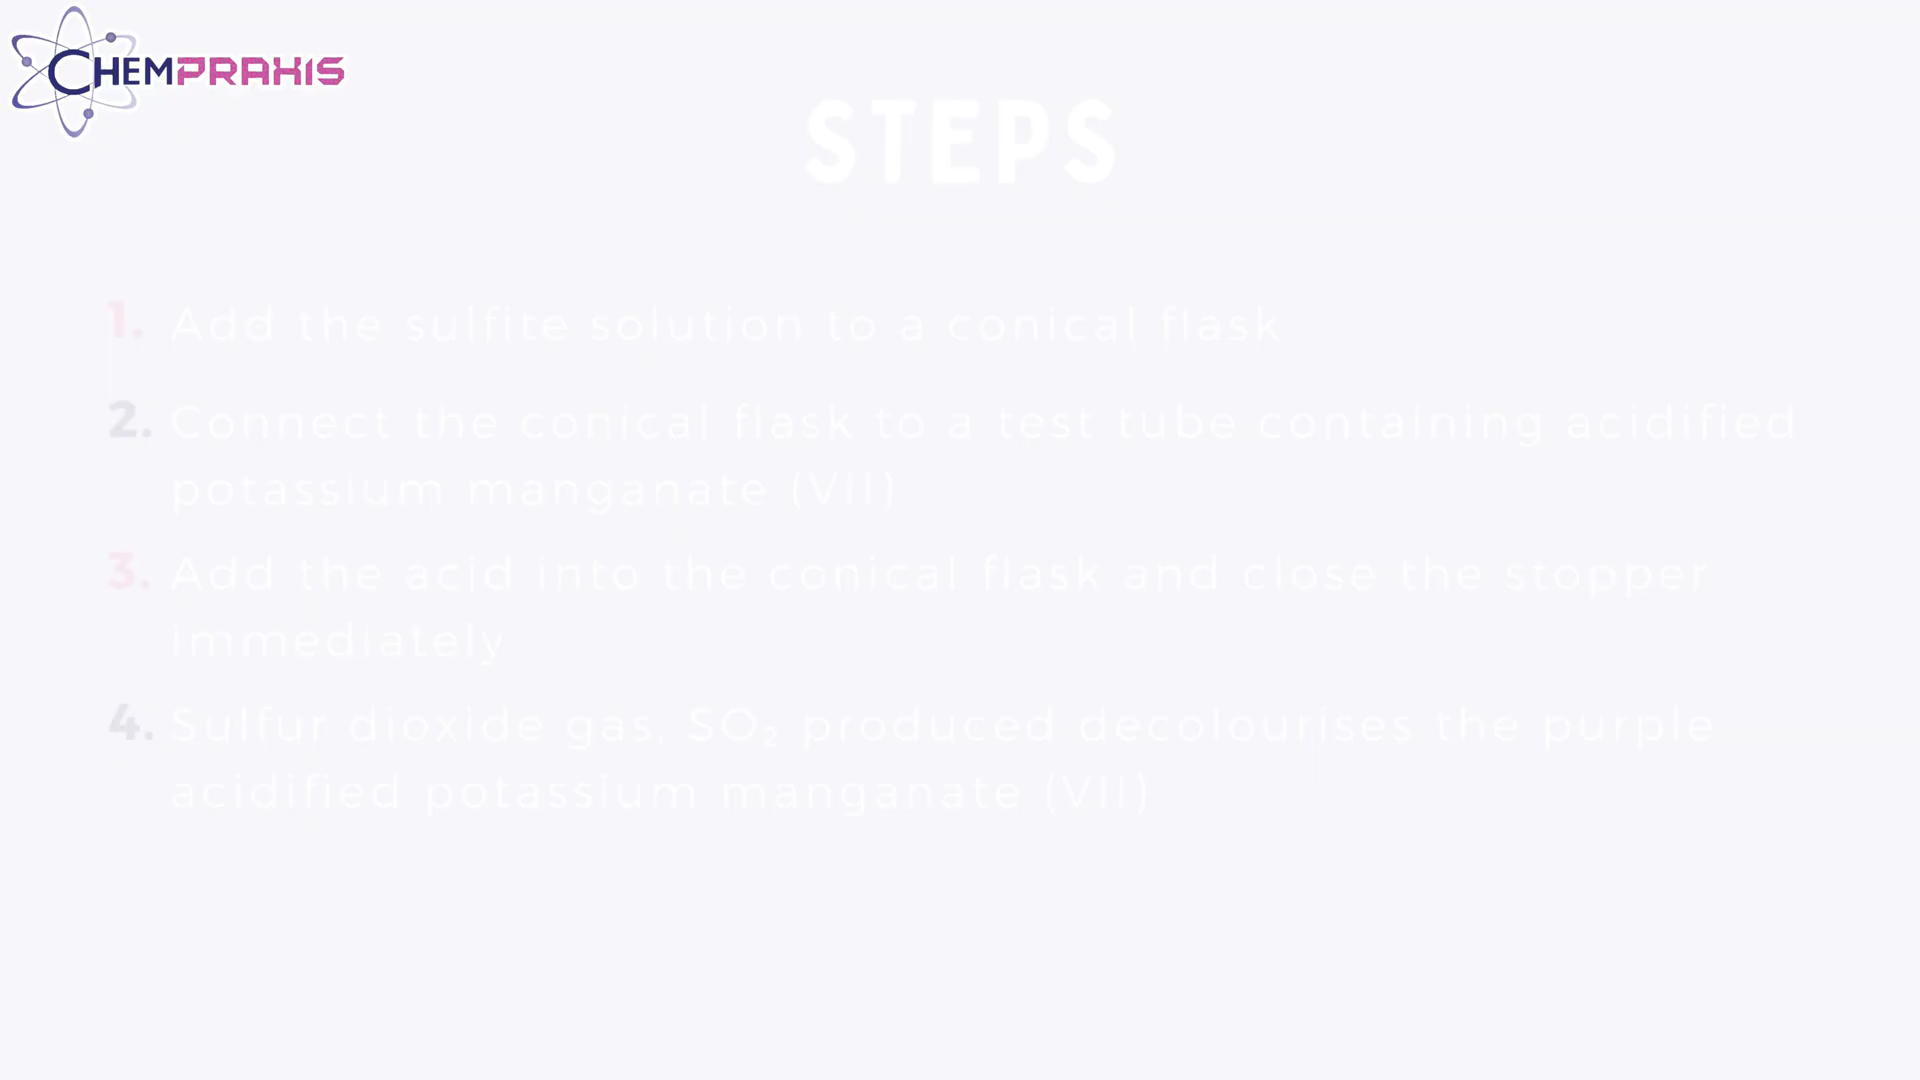 CHEMPRAXIS
STEPS
1. Add the sulfite solution to a conical flask
2. Connect the conical flask to a test tube containing acidified
potassium manganate (VII)
3. Add the acid into the conical flask and close the stopper
immediately
4. Sulfur dioxide gas, SO₂ produced decolourises the purple
acidified potassium manganate (VII)